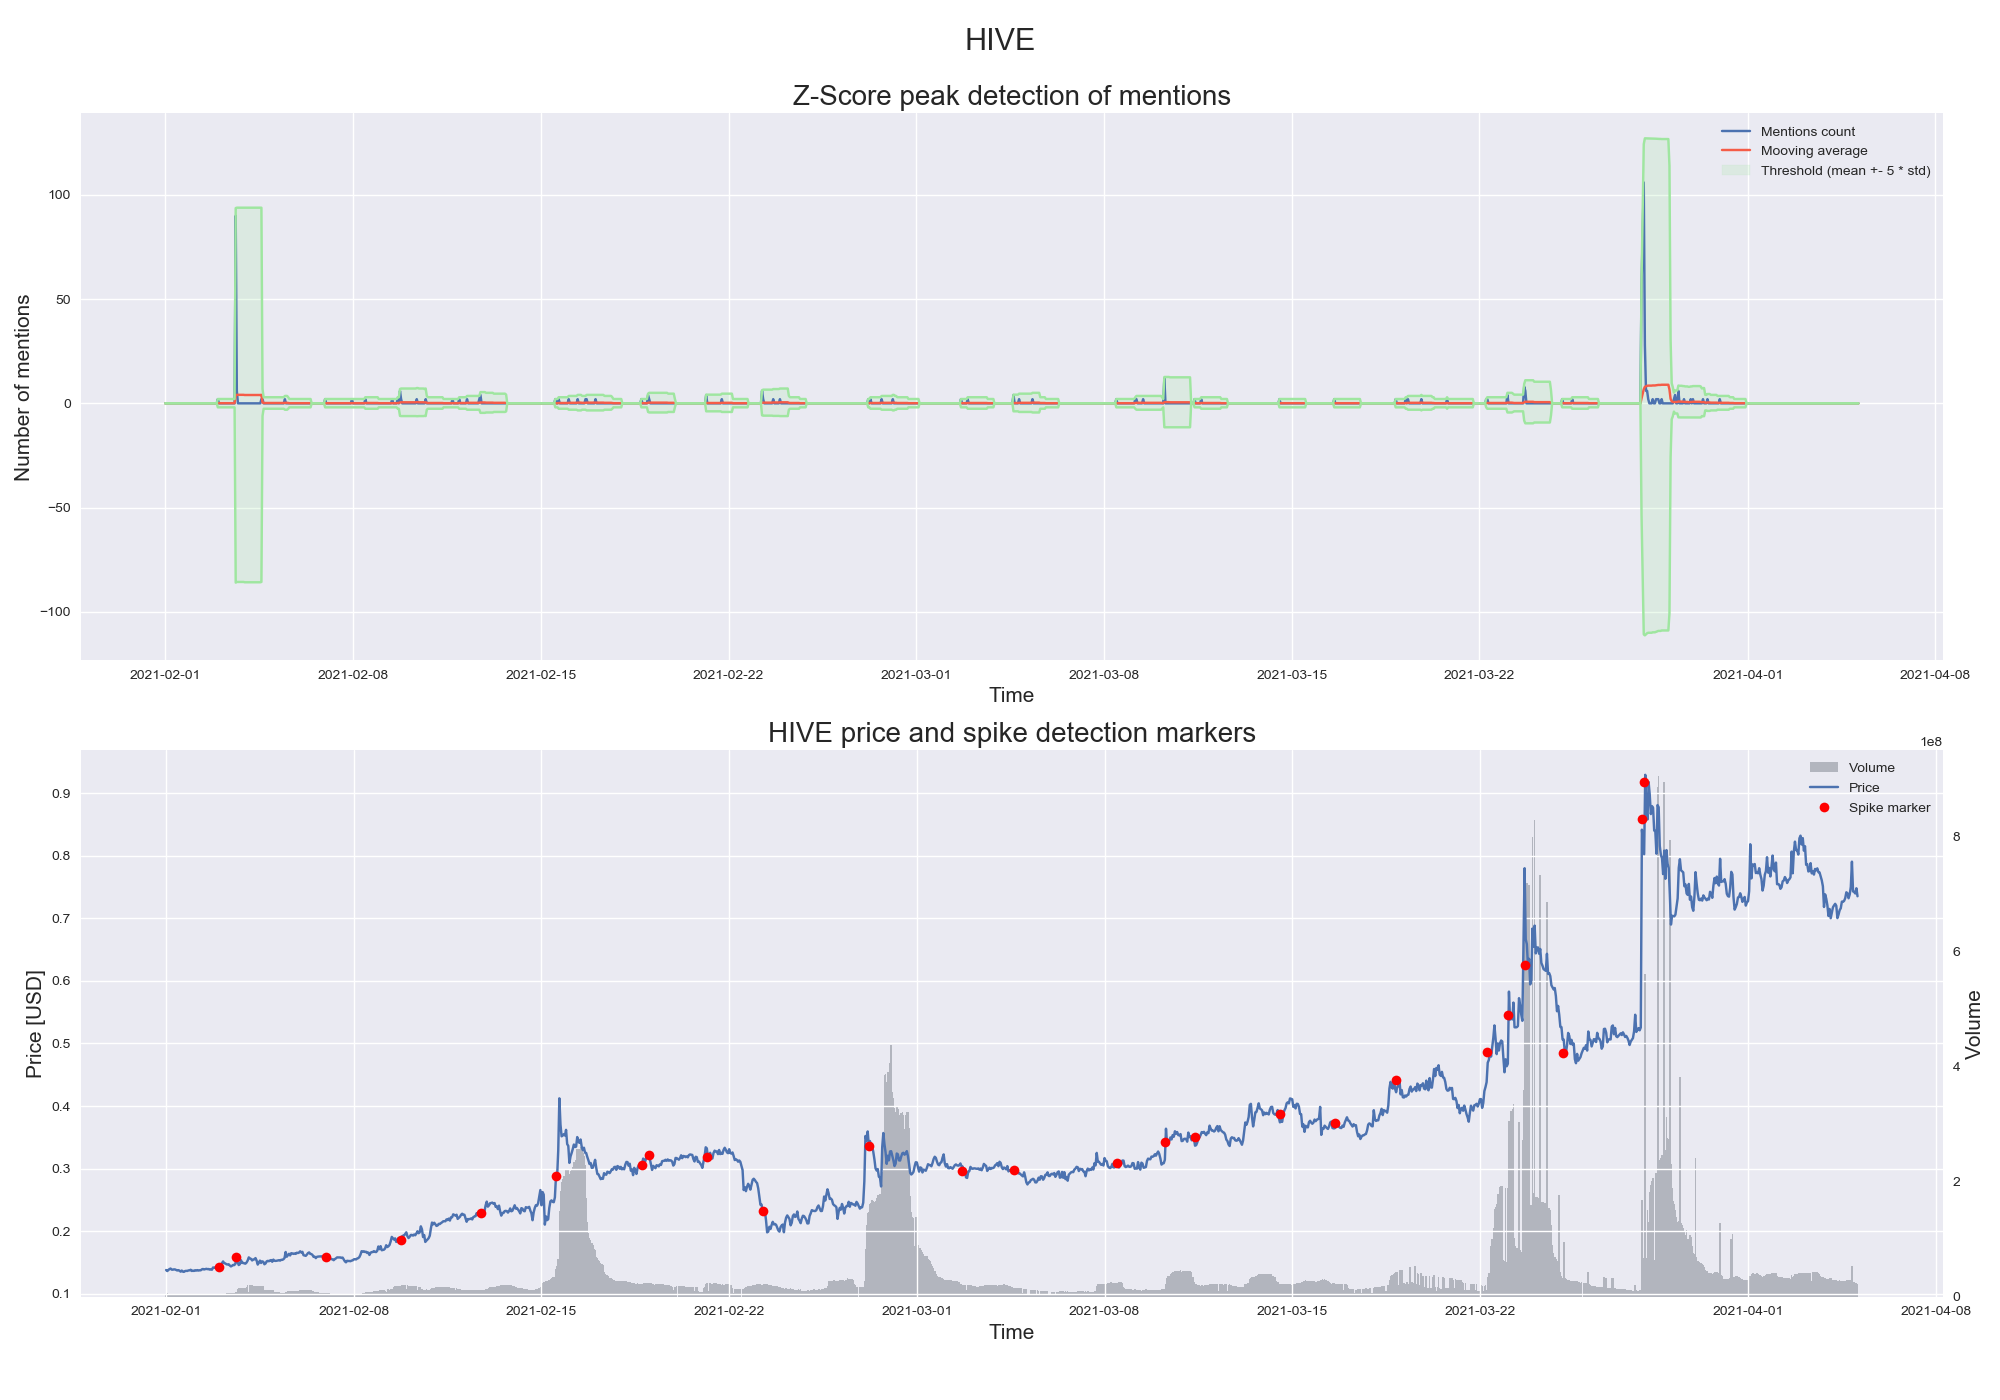 HIVE
Z-Score peak detection of mentions
Mentions count
Mooving average
Threshold (mean +- 5 * std)
Number of mentions
100
50
0
−50
−100
2021-02-01 2021-02-08 2021-02-15 2021-02-22 2021-03-01 2021-03-08 2021-03-15 2021-03-22 2021-04-01 2021-04-08
Time
HIVE price and spike detection markers
1e8
Volume
Price
Spike marker
Price [USD]
0.9
0.8
0.7
0.6
0.5
0.4
0.3
0.2
0.1
8
6
4
2
0
Volume
2021-02-01 2021-02-08 2021-02-15 2021-02-22 2021-03-01 2021-03-08 2021-03-15 2021-03-22 2021-04-01 2021-04-08
Time